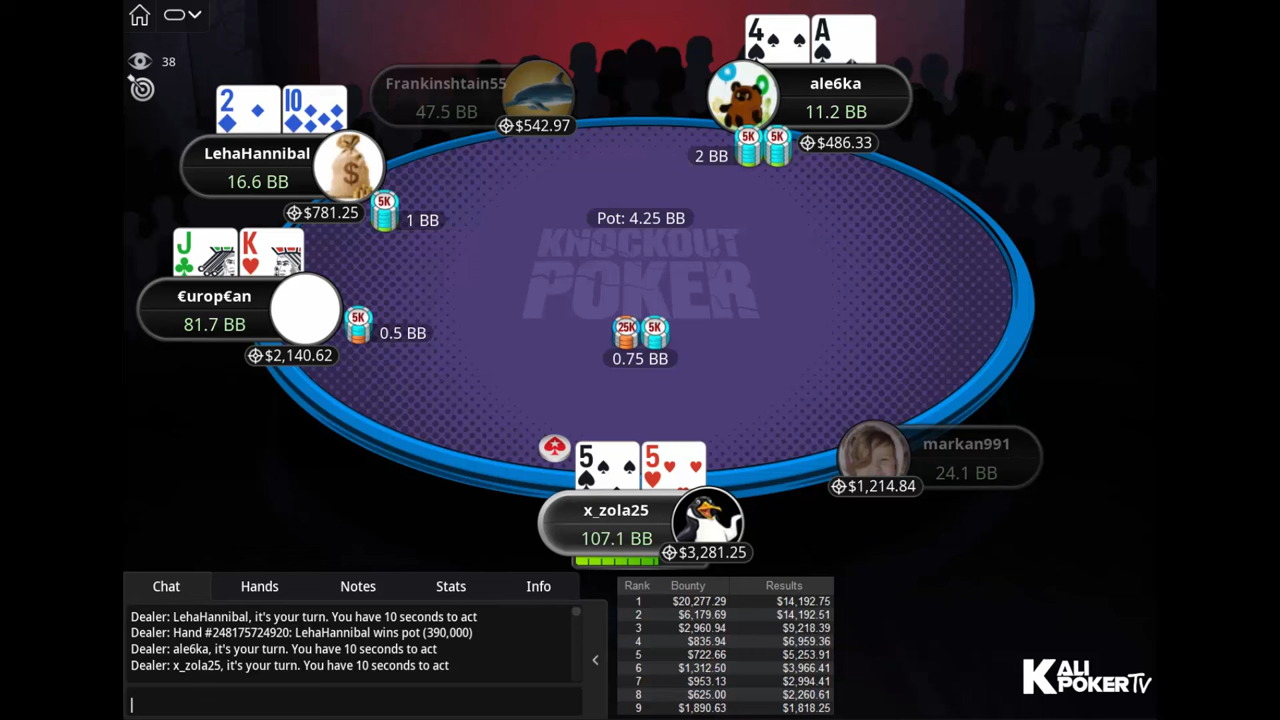 38
4 A
Frankinshtain55
47.5 BB
$542.97
ale6ka
11.2 BB
$486.33
5K 5K
2 BB
2 10
LehaHannibal
16.6 BB
$781.25
5K
1 BB
Pot: 4.25 BB
KNOCKOUT
POKER
J K
€urop€an
81.7 BB
$2,140.62
5K
0.5 BB
25K 5K
0.75 BB
markan991
24.1 BB
$1,214.84
5 5
x_zola25
107.1 BB
$3,281.25
Chat Hands Notes Stats Info
Dealer: LehaHannibal, it's your turn. You have 10 seconds to act
Dealer: Hand #248175724920: LehaHannibal wins pot (390,000)
Dealer: ale6ka, it's your turn. You have 10 seconds to act
Dealer: x_zola25, it's your turn. You have 10 seconds to act
Rank Bounty Results
1 $20,277.29 $14,192.75
2 $6,179.69 $14,192.51
3 $2,960.94 $9,218.39
4 $835.94 $6,959.36
5 $722.66 $5,253.91
6 $1,312.50 $3,966.41
7 $953.13 $2,994.41
8 $625.00 $2,260.61
9 $1,890.63 $1,818.25
KALI
POKERTV